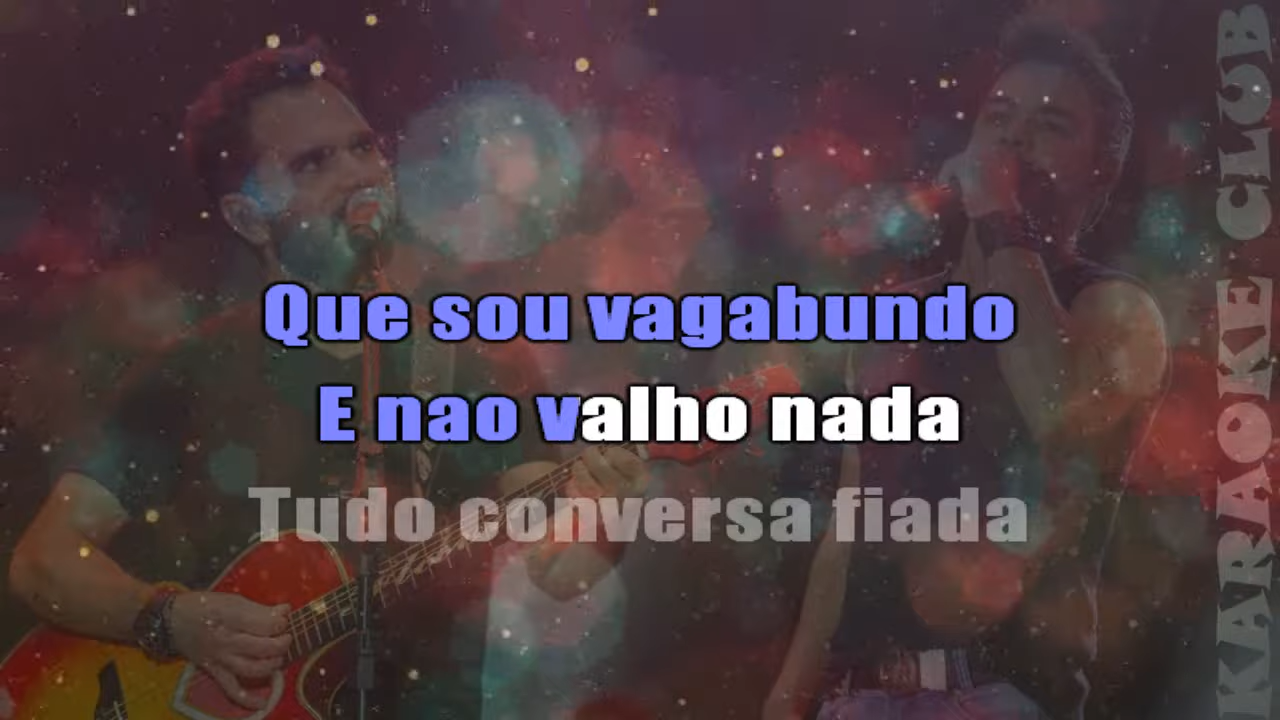 Que sou vagabundo
E nao valho nada
Tudo conversa fiada
KARAOKE CLUB